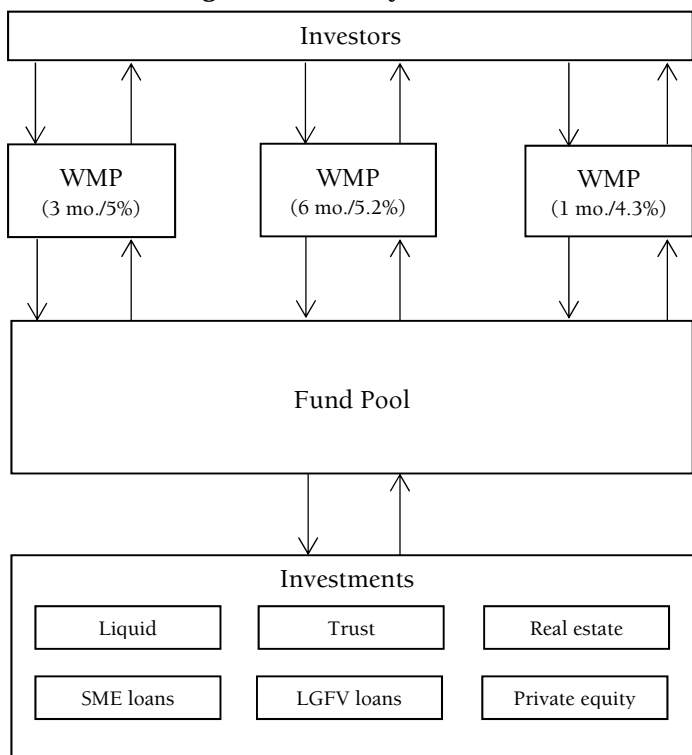 Investors
WMP
(3 mo./5%)
WMP
(6 mo./5.2%)
WMP
(1 mo./4.3%)
Fund Pool
Investments
Liquid
Trust
Real estate
SME loans
LGFV loans
Private equity